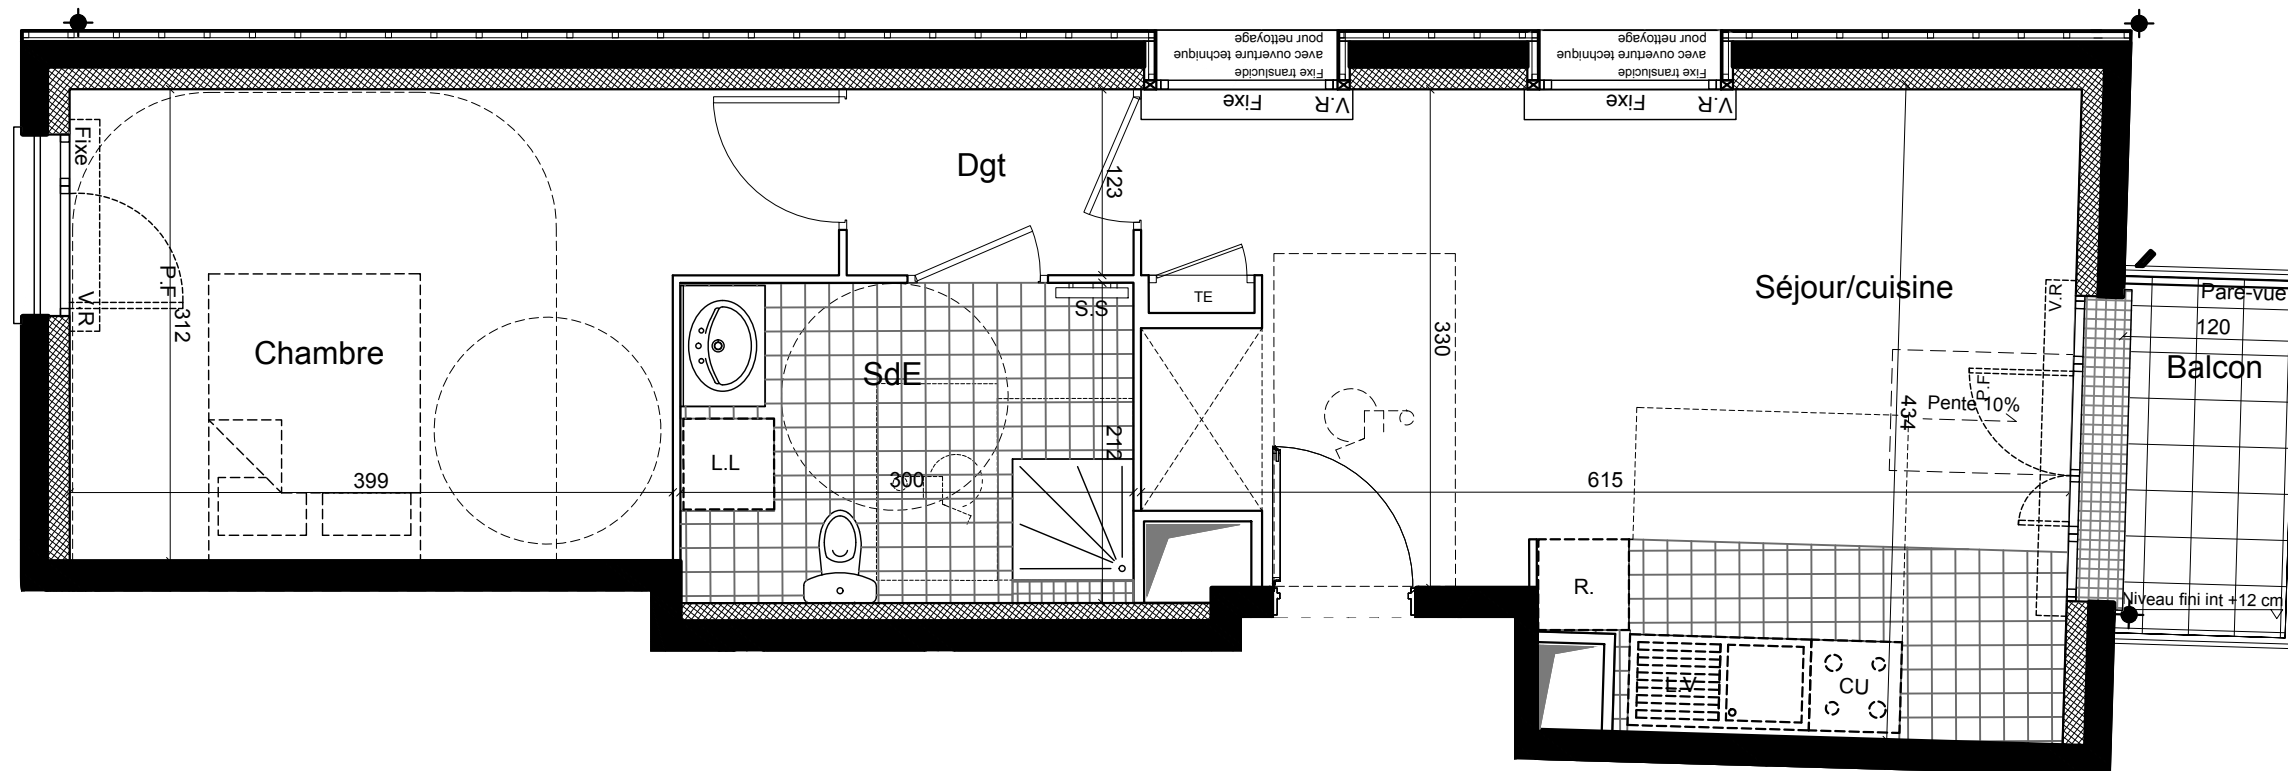 pour nettoyage
avec ouverture technique
Fixe translucide
Fixe
V.R
pour nettoyage
avec ouverture technique
Fixe translucide
Fixe
V.R
Fixe
P.F
V.R
312
Chambre
399
Dgt
123
TE
S.S
SdE
212
L.L
300
330
Séjour/cuisine
615
434
V.R
P.F
Pente 10%
Pare-vue
120
Balcon
Niveau fini int +12 cm
R.
L.V
CU